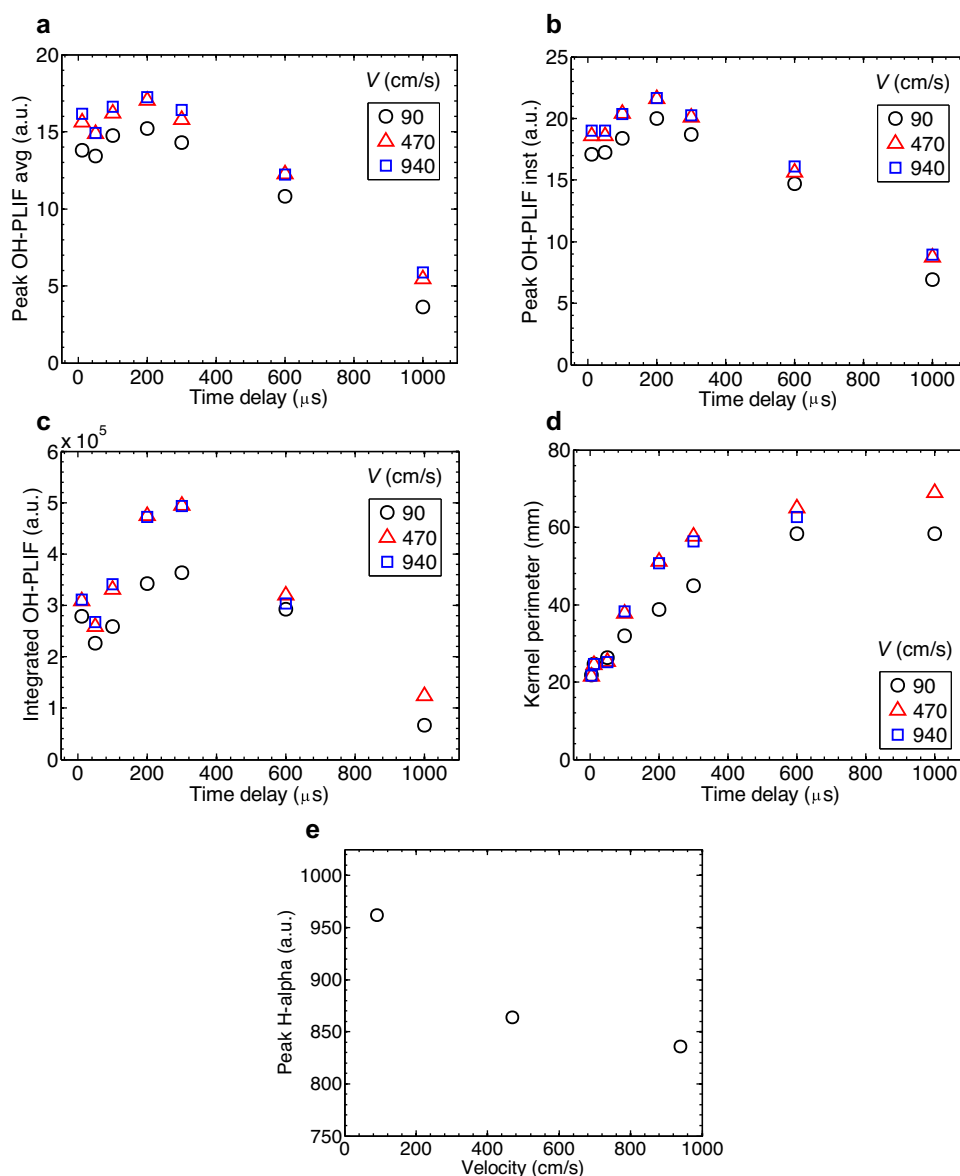 a
20
15
10
5
0
Peak OH-PLIF avg (a.u.)
V (cm/s)
90
470
940
0 200 400 600 800 1000
Time delay (μs)
b
25
20
15
10
5
0
Peak OH-PLIF inst (a.u.)
V (cm/s)
90
470
940
0 200 400 600 800 1000
Time delay (μs)
c
x 10^5
6
5
4
3
2
1
0
Integrated OH-PLIF (a.u.)
V (cm/s)
90
470
940
0 200 400 600 800 1000
Time delay (μs)
d
80
60
40
20
0
Kernel perimeter (mm)
V (cm/s)
90
470
940
0 200 400 600 800 1000
Time delay (μs)
e
1000
950
900
850
800
750
Peak H-alpha (a.u.)
0 200 400 600 800 1000
Velocity (cm/s)